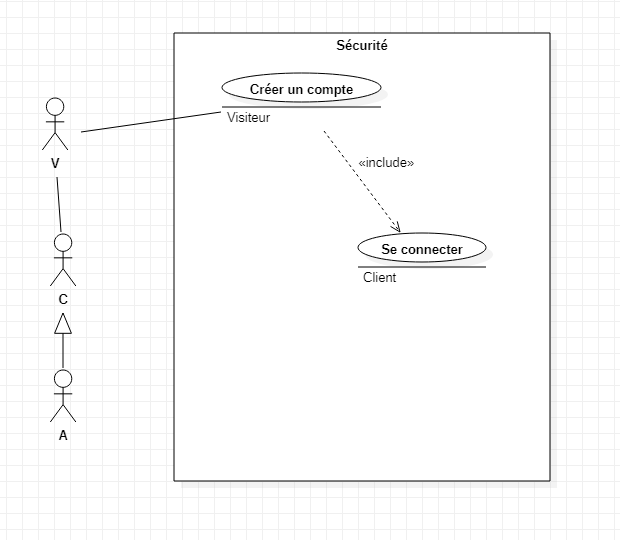 Sécurité
Créer un compte
Visiteur
V
«include»
Se connecter
Client
C
A